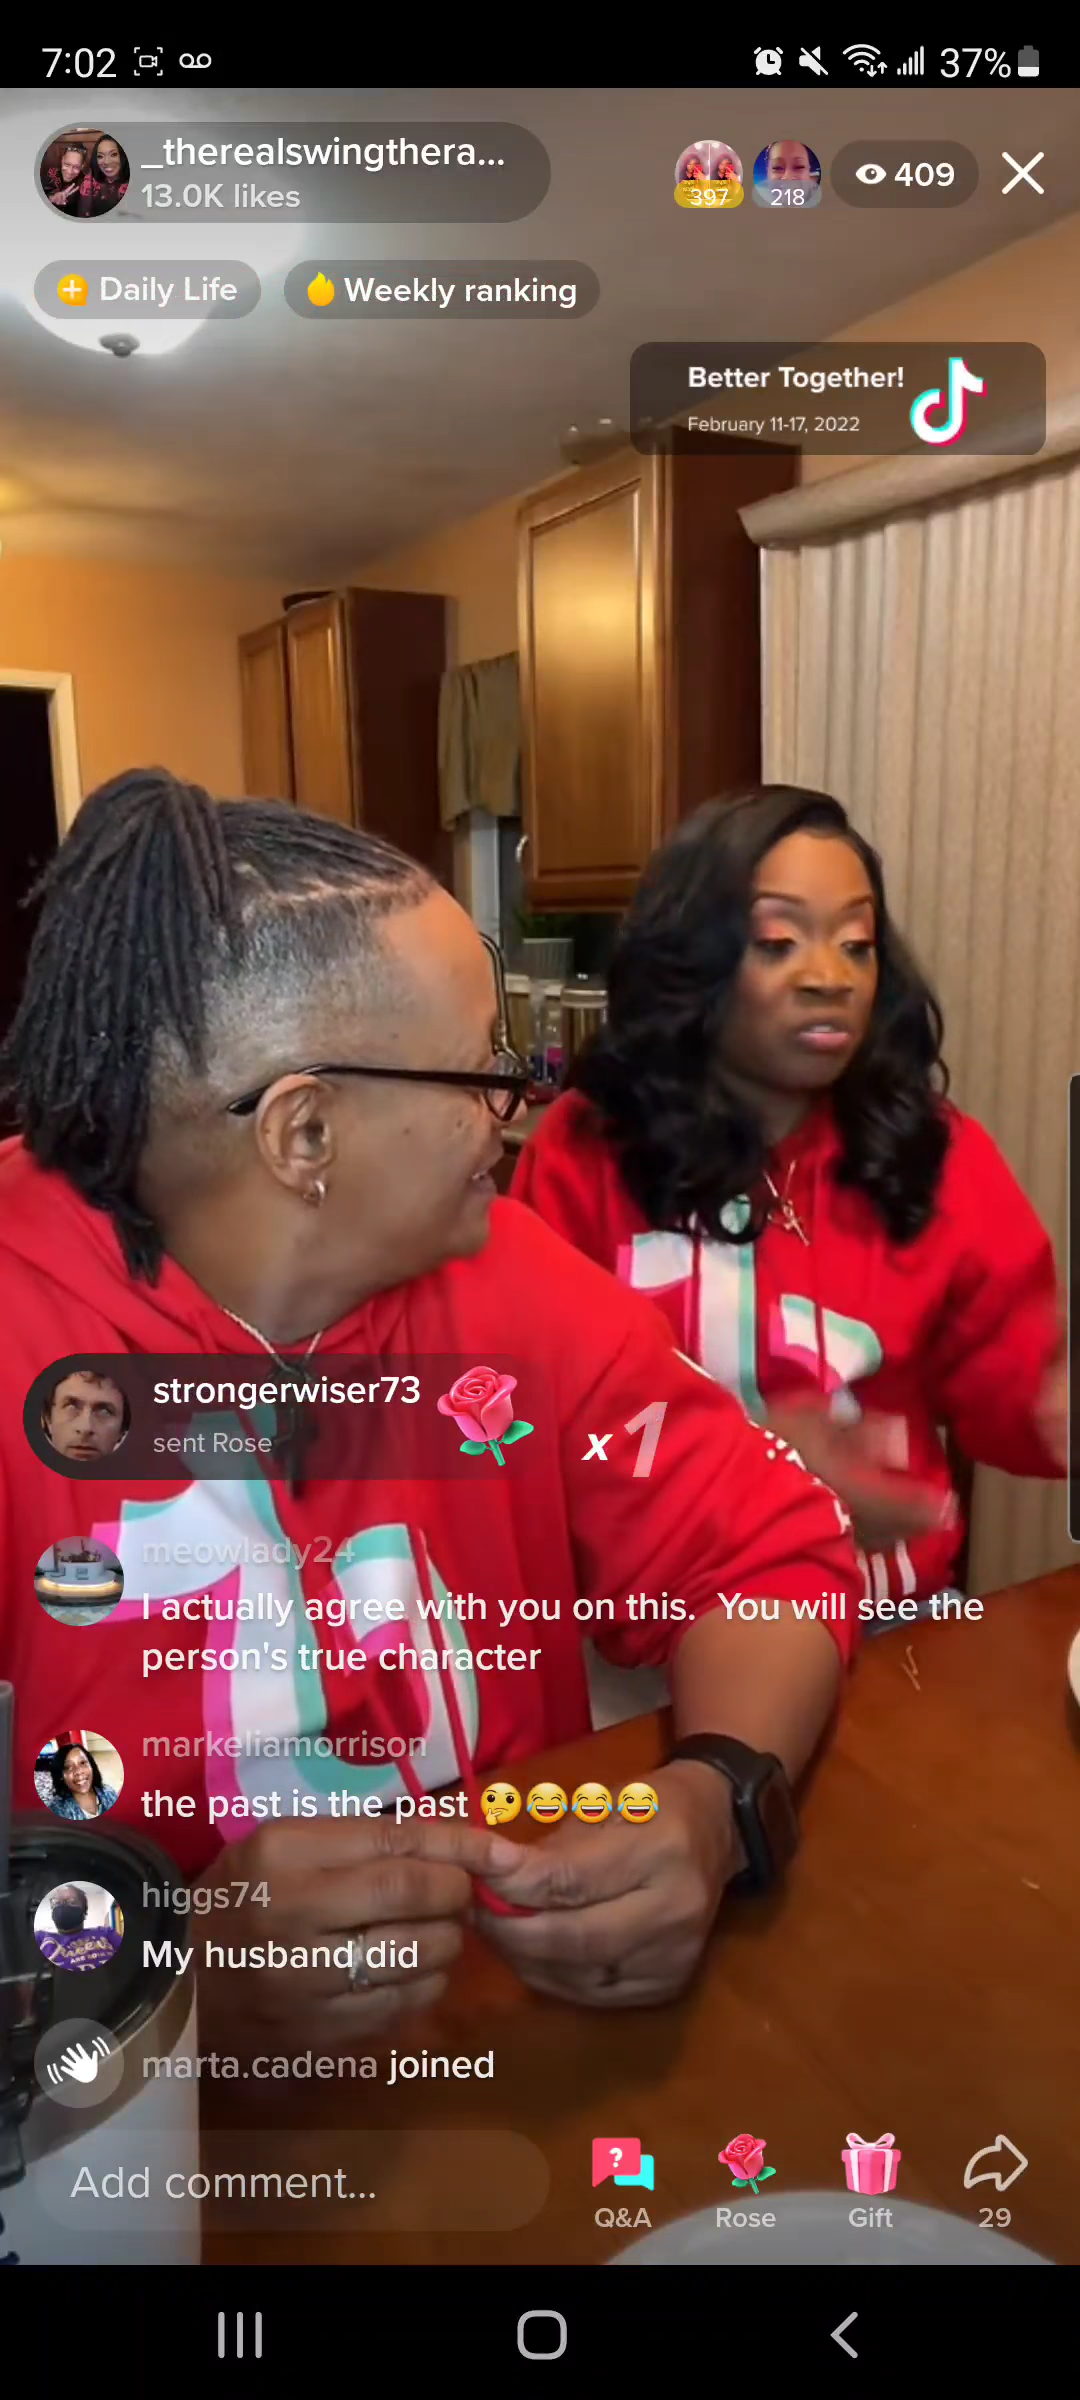 7:02
37%
_therealswingthera...
13.0K likes
397
218
409
Daily Life
Weekly ranking
Better Together!
February 11-17, 2022
strongerwiser73
sent Rose
x1
meowlady24
I actually agree with you on this.  You will see the
person's true character
markeliamorrison
the past is the past 🤔😂😂😂
higgs74
My husband did
marta.cadena joined
Add comment...
Q&A
Rose
Gift
29